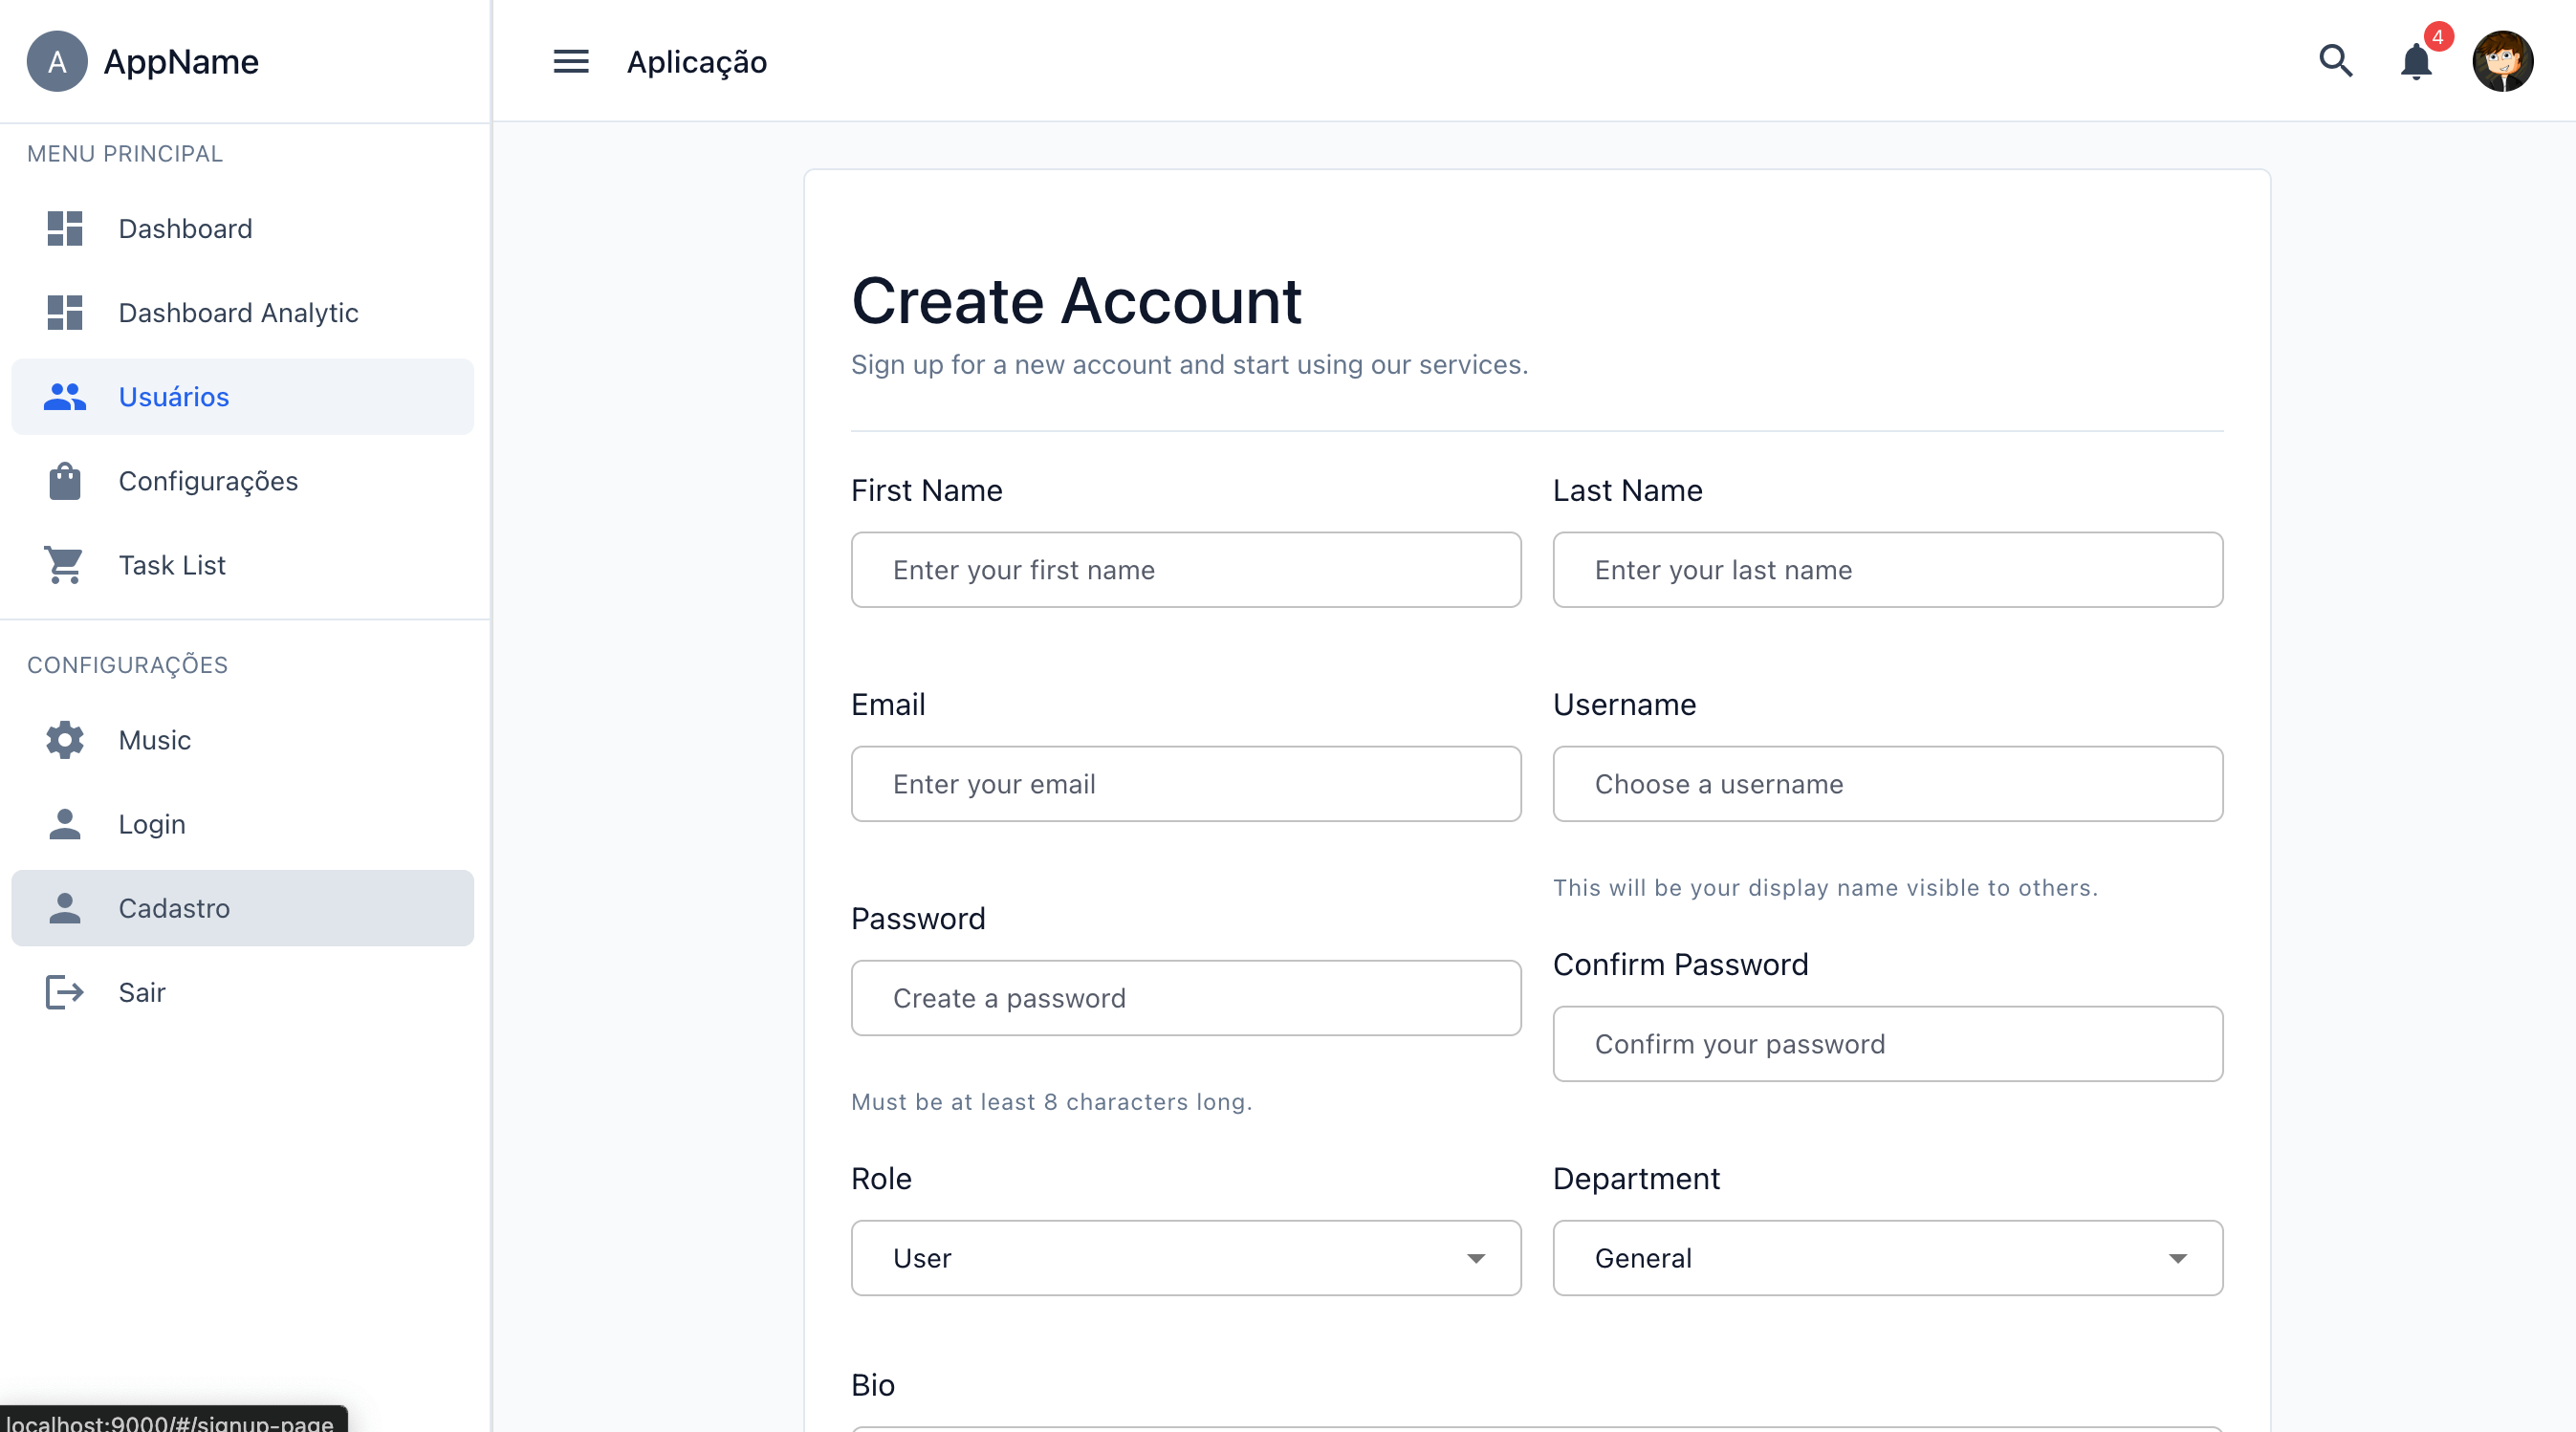 A AppName
MENU PRINCIPAL
Dashboard
Dashboard Analytic
Usuários
Configurações
Task List
CONFIGURAÇÕES
Music
Login
Cadastro
Sair
localhost:9000/#/signup-page
Aplicação
4
Create Account
Sign up for a new account and start using our services.
First Name
Enter your first name
Last Name
Enter your last name
Email
Enter your email
Username
Choose a username
This will be your display name visible to others.
Password
Create a password
Must be at least 8 characters long.
Confirm Password
Confirm your password
Role
User
Department
General
Bio